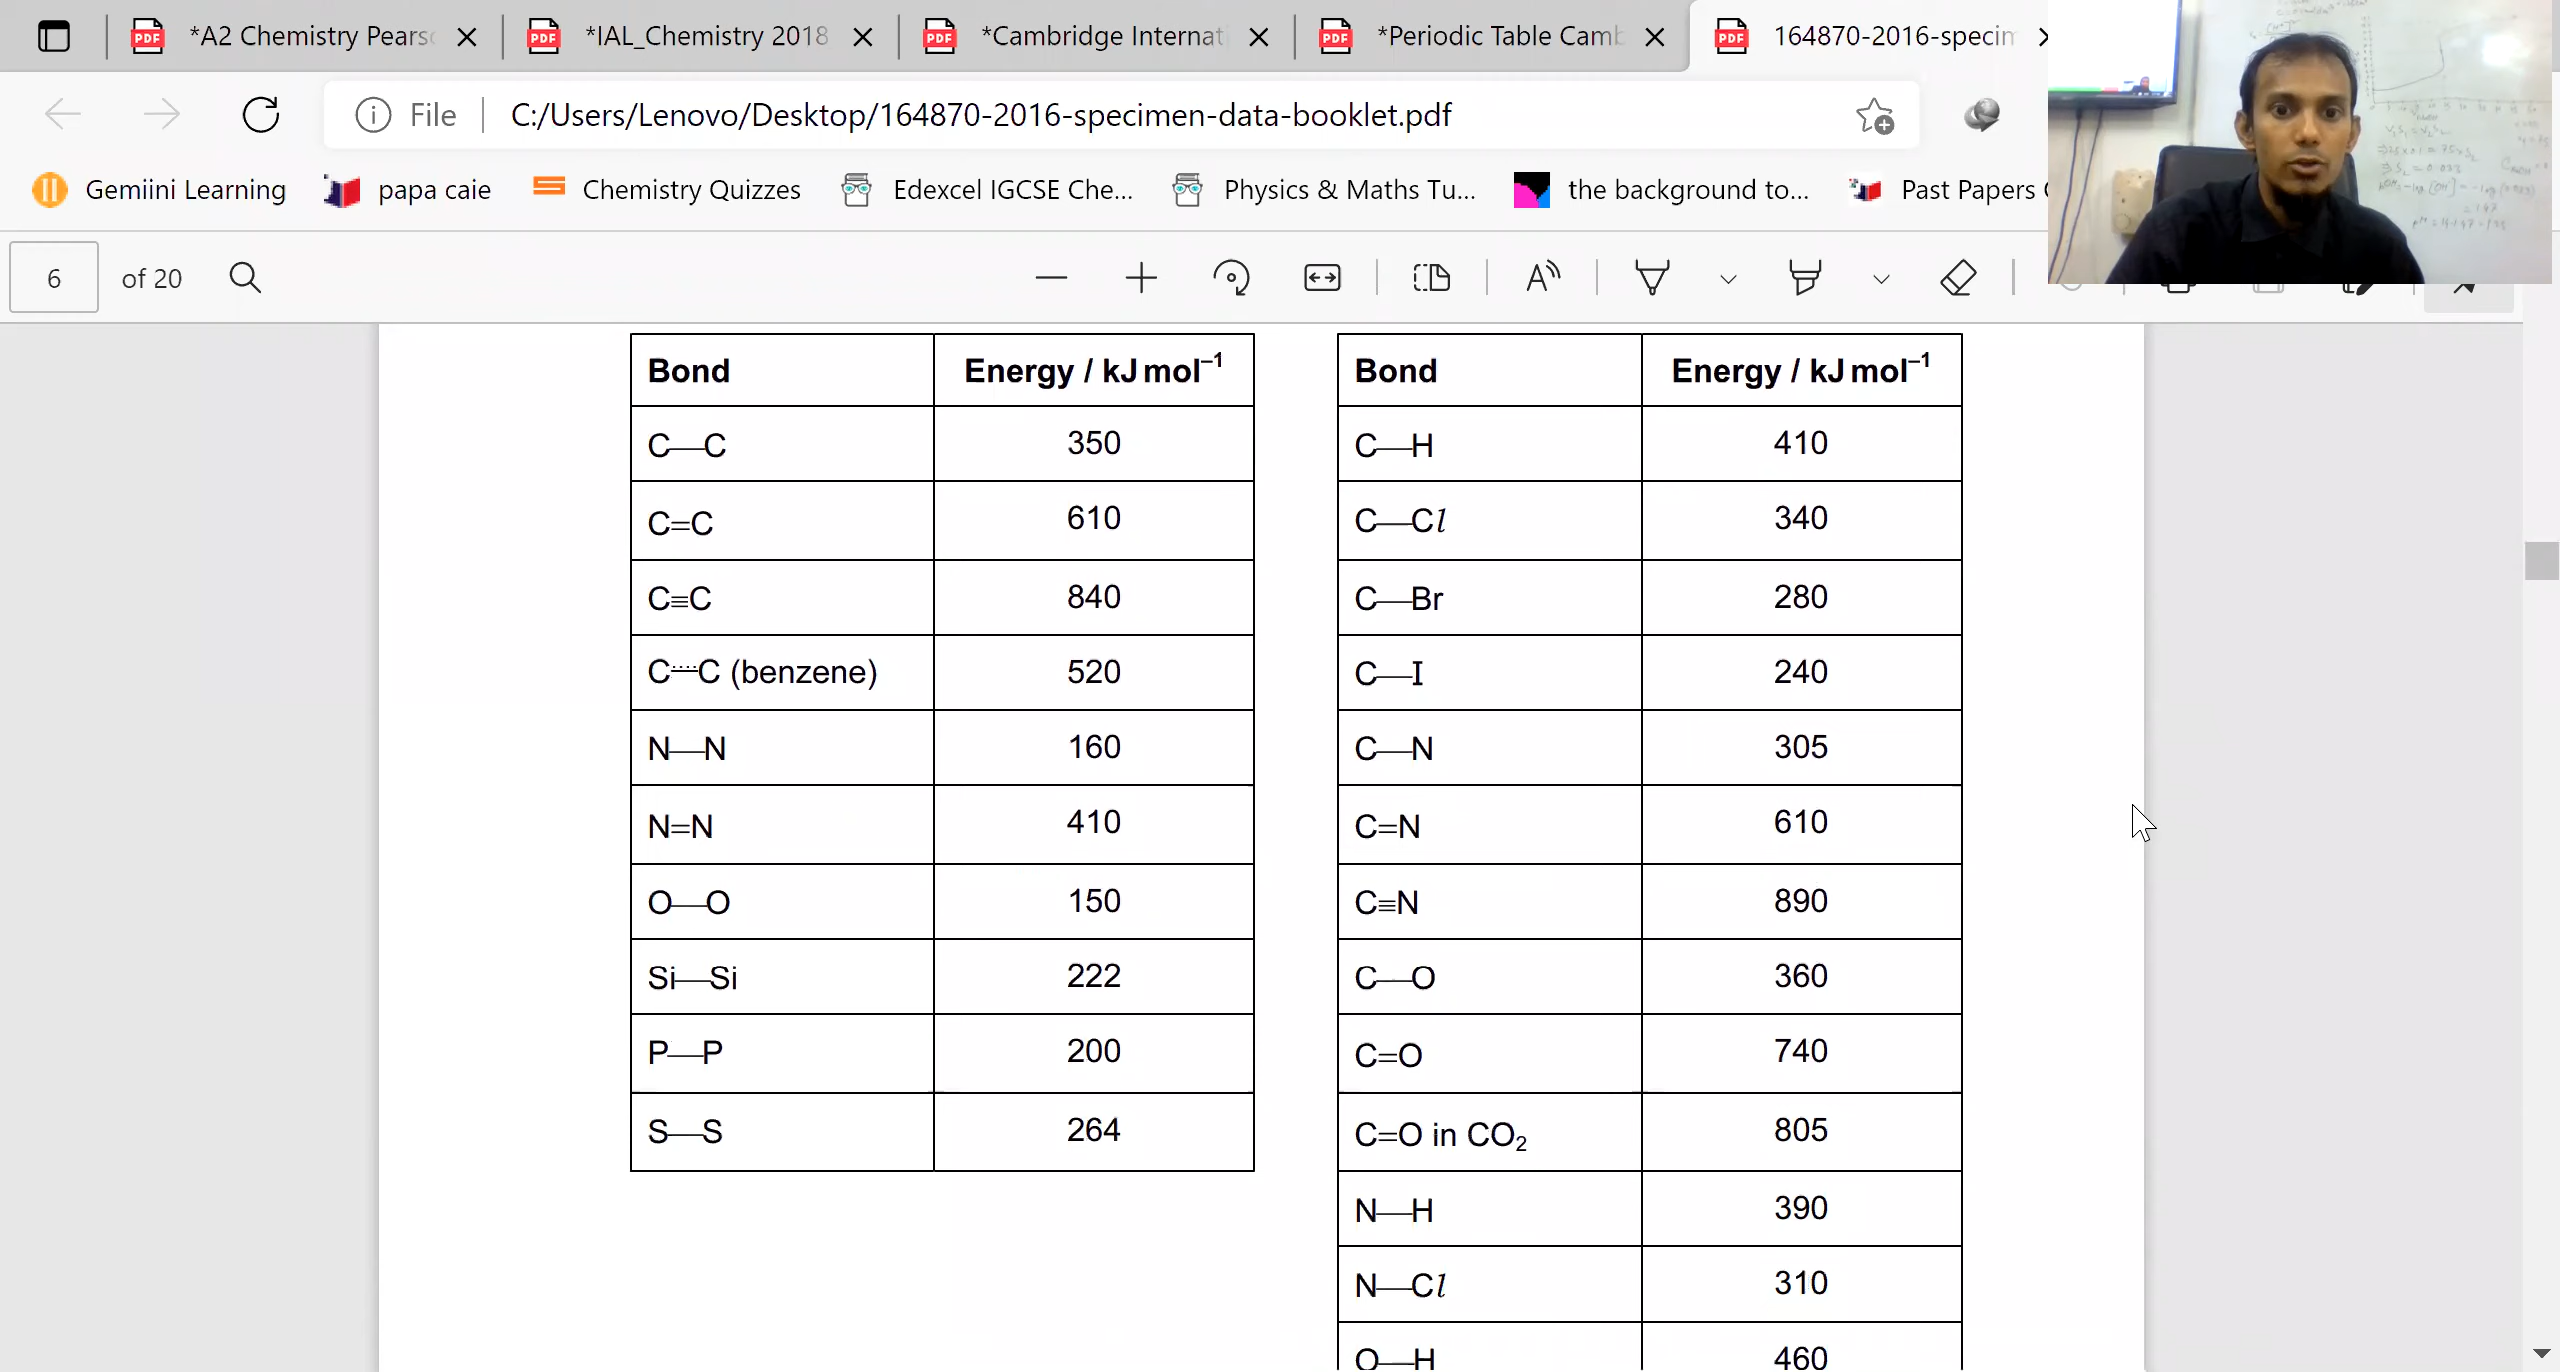 *A2 Chemistry Pears
*IAL_Chemistry 2018
*Cambridge Internat
*Periodic Table Camb
164870-2016-specim
File
C:/Users/Lenovo/Desktop/164870-2016-specimen-data-booklet.pdf
Gemiini Learning
papa caie
Chemistry Quizzes
Edexcel IGCSE Che...
Physics & Maths Tu...
the background to...
Past Papers
6 of 20
Bond Energy / kJ mol⁻¹
C—C 350
C=C 610
C≡C 840
C┈C (benzene) 520
N—N 160
N=N 410
O—O 150
Si—Si 222
P—P 200
S—S 264
Bond Energy / kJ mol⁻¹
C—H 410
C—Cl 340
C—Br 280
C—I 240
C—N 305
C=N 610
C≡N 890
C—O 360
C=O 740
C=O in CO₂ 805
N—H 390
N—Cl 310
O—H 460